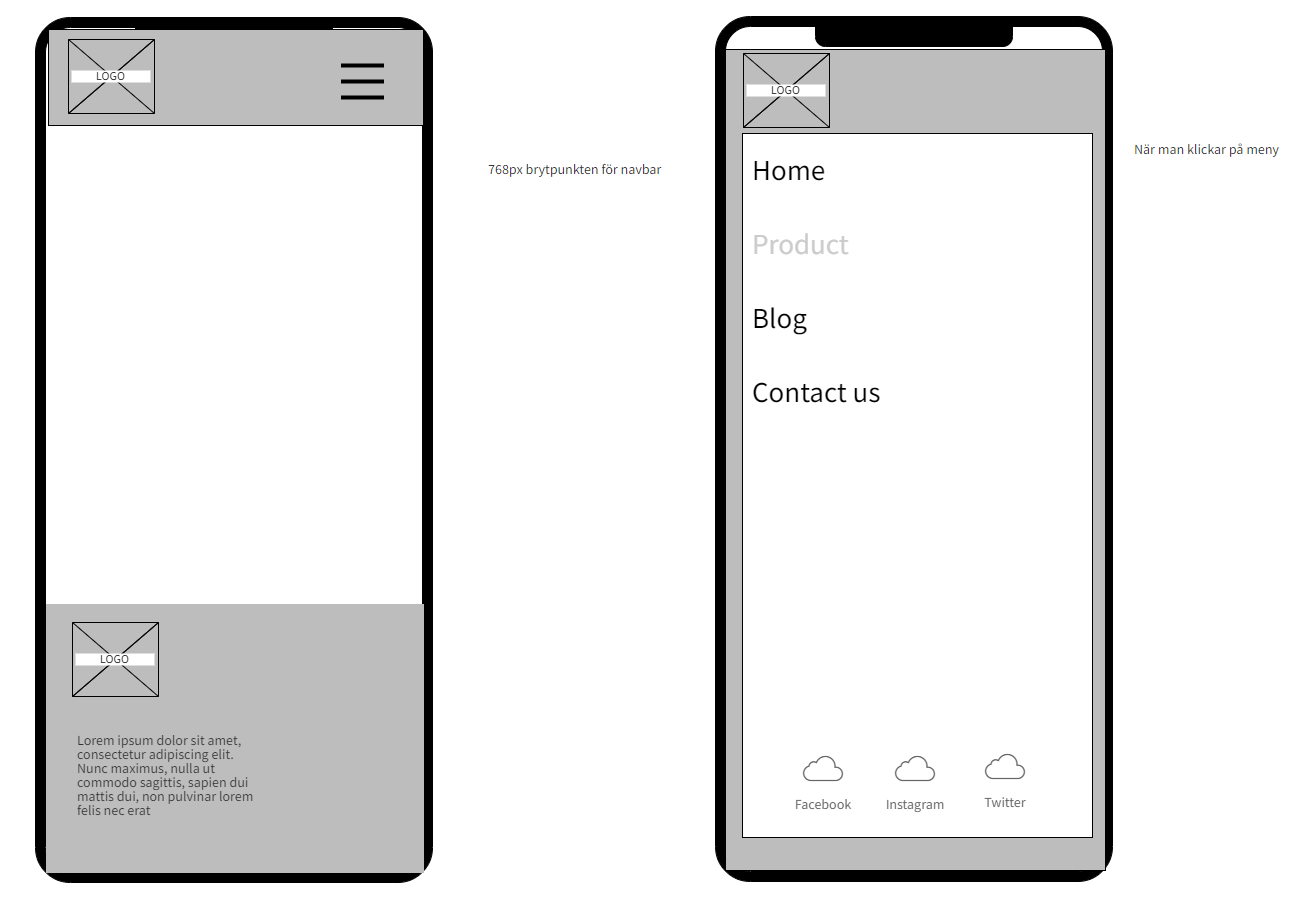 LOGO
768px brytpunkten för navbar
LOGO
Lorem ipsum dolor sit amet,
consectetur adipiscing elit.
Nunc maximus, nulla ut
commodo sagittis, sapien dui
mattis dui, non pulvinar lorem
felis nec erat
LOGO
När man klickar på meny
Home
Product
Blog
Contact us
Facebook
Instagram
Twitter